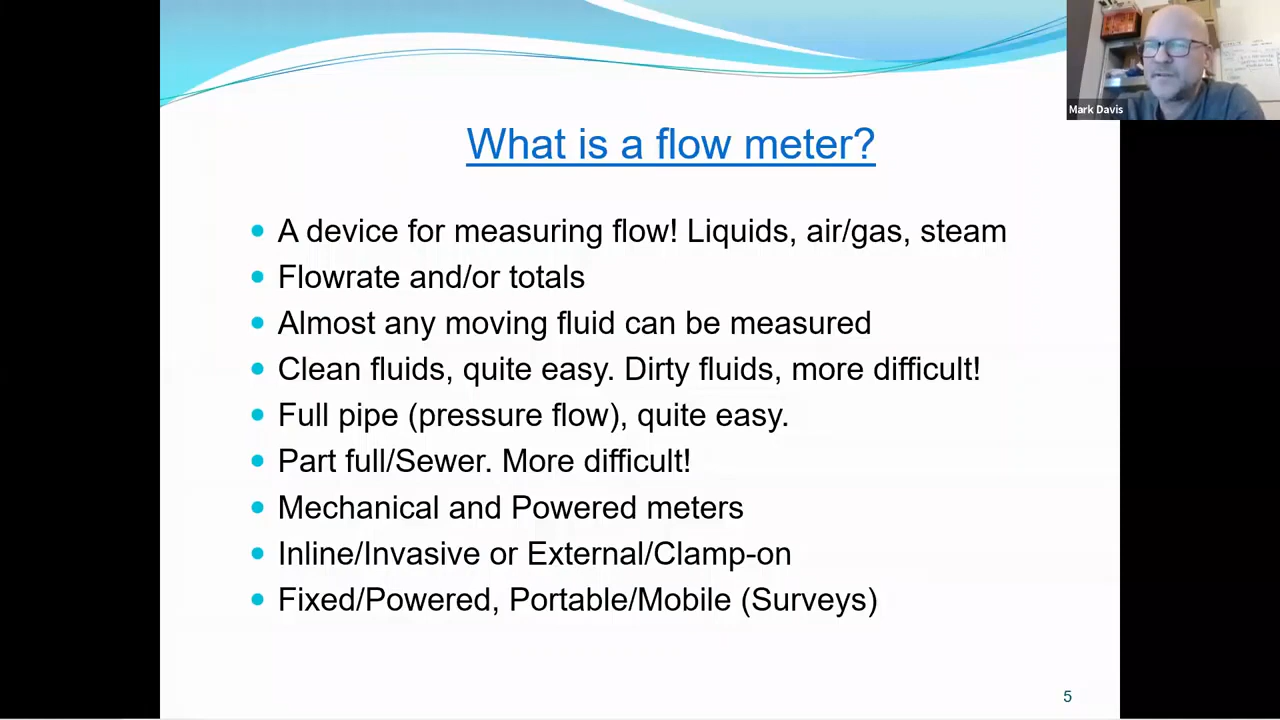 Mark Davis
What is a flow meter?
A device for measuring flow! Liquids, air/gas, steam
Flowrate and/or totals
Almost any moving fluid can be measured
Clean fluids, quite easy. Dirty fluids, more difficult!
Full pipe (pressure flow), quite easy.
Part full/Sewer. More difficult!
Mechanical and Powered meters
Inline/Invasive or External/Clamp-on
Fixed/Powered, Portable/Mobile (Surveys)
5